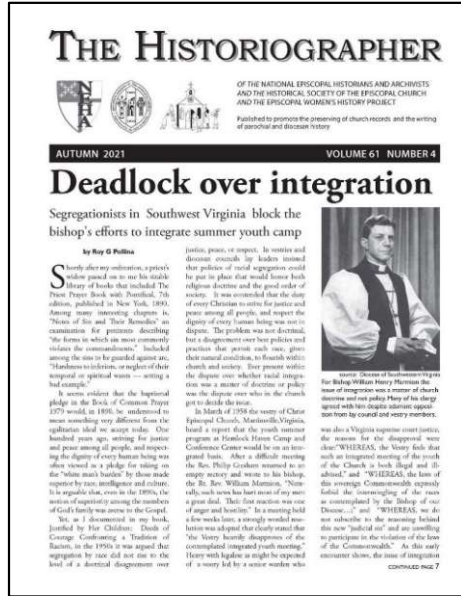 THE HISTORIOGRAPHER
NEHA
OF THE NATIONAL EPISCOPAL HISTORIANS AND ARCHIVISTS
AND THE HISTORICAL SOCIETY OF THE EPISCOPAL CHURCH
AND THE EPISCOPAL WOMEN'S HISTORY PROJECT
Published to promote the preserving of church records and the writing
of parochial and diocesan history
AUTUMN 2021 VOLUME 61 NUMBER 4
Deadlock over integration
Segregationists in Southwest Virginia block the
bishop's efforts to integrate summer youth camp
by Roy G Pollina
Shortly after my ordination, a priest's
widow passed on to me his sizable
library of books that included The
Priest Prayer Book with Pontifical, 7th
edition, published in New York, 1890.
Among many interesting chapters is,
"Notes of Sin and Their Remedies" an
examination for penitents describing
"the forms in which sin most commonly
violates the commandments." Included
among the sins to be guarded against are,
"Hardness to inferiors, or neglect of their
temporal or spiritual wants — setting a
bad example."
It seems evident that the baptismal
pledge in the Book of Common Prayer
1979 would, in 1890, be understood to
mean something very different from the
egalitarian ideal we accept today. One
hundred years ago, striving for justice
and peace among all people, and respect-
ing the dignity of every human being was
often viewed as a pledge for taking on
the "white man's burden" by those made
superior by race, intelligence and culture.
It is arguable that, even in the 1890s, the
notion of superiority among the members
of God's family was averse to the Gospel.
Yet, as I documented in my book,
Justified by Her Children: Deeds of
Courage Confronting a Tradition of
Racism, in the 1950s it was argued that
segregation by race did not rise to the
level of a doctrinal disagreement over
justice, peace, or respect. In vestries and
diocesan councils lay leaders insisted
that policies of racial segregation could
be put in place that would honor both
religious doctrine and the good order of
society. It was contended that the duty
of every Christian to strive for justice and
peace among all people, and respect the
dignity of every human being was not in
dispute. The problem was not doctrinal,
but a disagreement over best policies and
practices that permit each race, given
their natural condition, to flourish within
church and society. Ever present within
the dispute over whether racial integra-
tion was a matter of doctrine or policy
was the dispute over who in the church
got to decide the issue.
In March of 1958 the vestry of Christ
Episcopal Church, Martinsville, Virginia,
heard a report that the youth summer
program at Hemlock Haven Camp and
Conference Center would be on an inte-
grated basis. After a difficult meeting
the Rev. Philip Gresham returned to an
empty rectory and wrote to his bishop,
the Rt. Rev. William Marmion, "Natu-
rally, such news has hurt most of my men
a great deal. Their first reaction was one
of anger and hostility." In a meeting held
a few weeks later, a strongly worded reso-
lution was adopted that clearly stated that
"the Vestry heartily disapproves of the
contemplated integrated youth meeting."
Henry with legalese as might be expected
of a vestry led by a senior warden who
source: Diocese of Southwestern Virginia
For Bishop William Henry Marmion the
issue of integration was a matter of church
doctrine and not policy. Many of his clergy
agreed with him despite adamant opposi-
tion from lay council and vestry members.
was also a Virginia supreme court justice,
the reasons for the disapproval were
clear:"WHEREAS, the Vestry feels that
such an integrated meeting of the youth
of the Church is both illegal and ill-
advised," and "WHEREAS, the laws of
this sovereign Commonwealth expressly
forbid the intermingling of the races
as contemplated by the Bishop of our
Diocese…;" and "WHEREAS, we do
not subscribe to the reasoning behind
this new "judicial sin" and are unwilling
to participate in the violation of the laws
of the Commonwealth." As this early
encounter shows, the issue of integration
CONTINUED PAGE 7